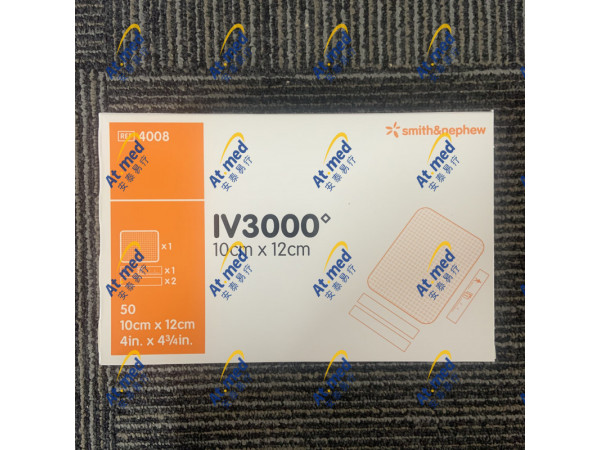 REF 4008
smith&nephew
IV3000
10cm x 12cm
x1
x1
x2
50
10cm x 12cm
4in. x 4¾in.
At med
安泰易疗